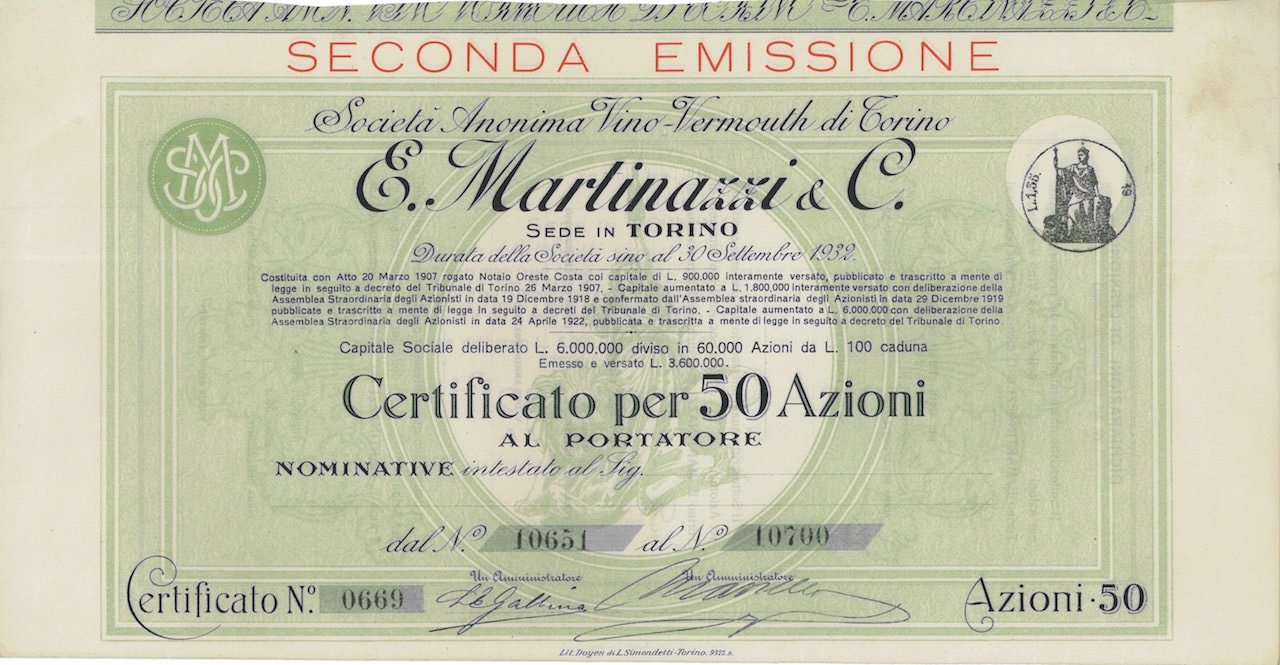 SECONDA EMISSIONE
Società Anonima Vino-Vermouth di Torino
E. Martinazzi & C.
SEDE IN TORINO
Durata della Società sino al 30 Settembre 1932.
Costituita con Atto 20 Marzo 1907 rogato Notaio Oreste Costa col capitale di L. 900.000 interamente versato, pubblicato e trascritto a mente di
legge in seguito a decreto del Tribunale di Torino 26 Marzo 1907. - Capitale aumentato a L. 1,800,000 interamente versato con deliberazione della
Assemblea Straordinaria degli Azionisti in data 19 Dicembre 1918 e confermato dall'Assemblea straordinaria degli Azionisti in data 29 Dicembre 1919
pubblicate e trascritte a mente di legge in seguito a decreti del Tribunale di Torino. - Capitale aumentato a L. 6.000.000 con deliberazione della
Assemblea Straordinaria degli Azionisti in data 24 Aprile 1922, pubblicata e trascritta a mente di legge in seguito a decreto del Tribunale di Torino
Capitale Sociale deliberato L. 6.000.000 diviso in 60.000 Azioni da L. 100 caduna
Emesso e versato L. 3.600.000.
Certificato per 50 Azioni
AL PORTATORE
NOMINATIVE intestato al Sig.
dal N.º 10651 al N.º 10700
Un Amministratore Un Amministratore
Certificato N.º 0669
Azioni · 50
Lit. Doyen di L. Simondetti-Torino. 9322. R.
SMC
L.1.55.
19